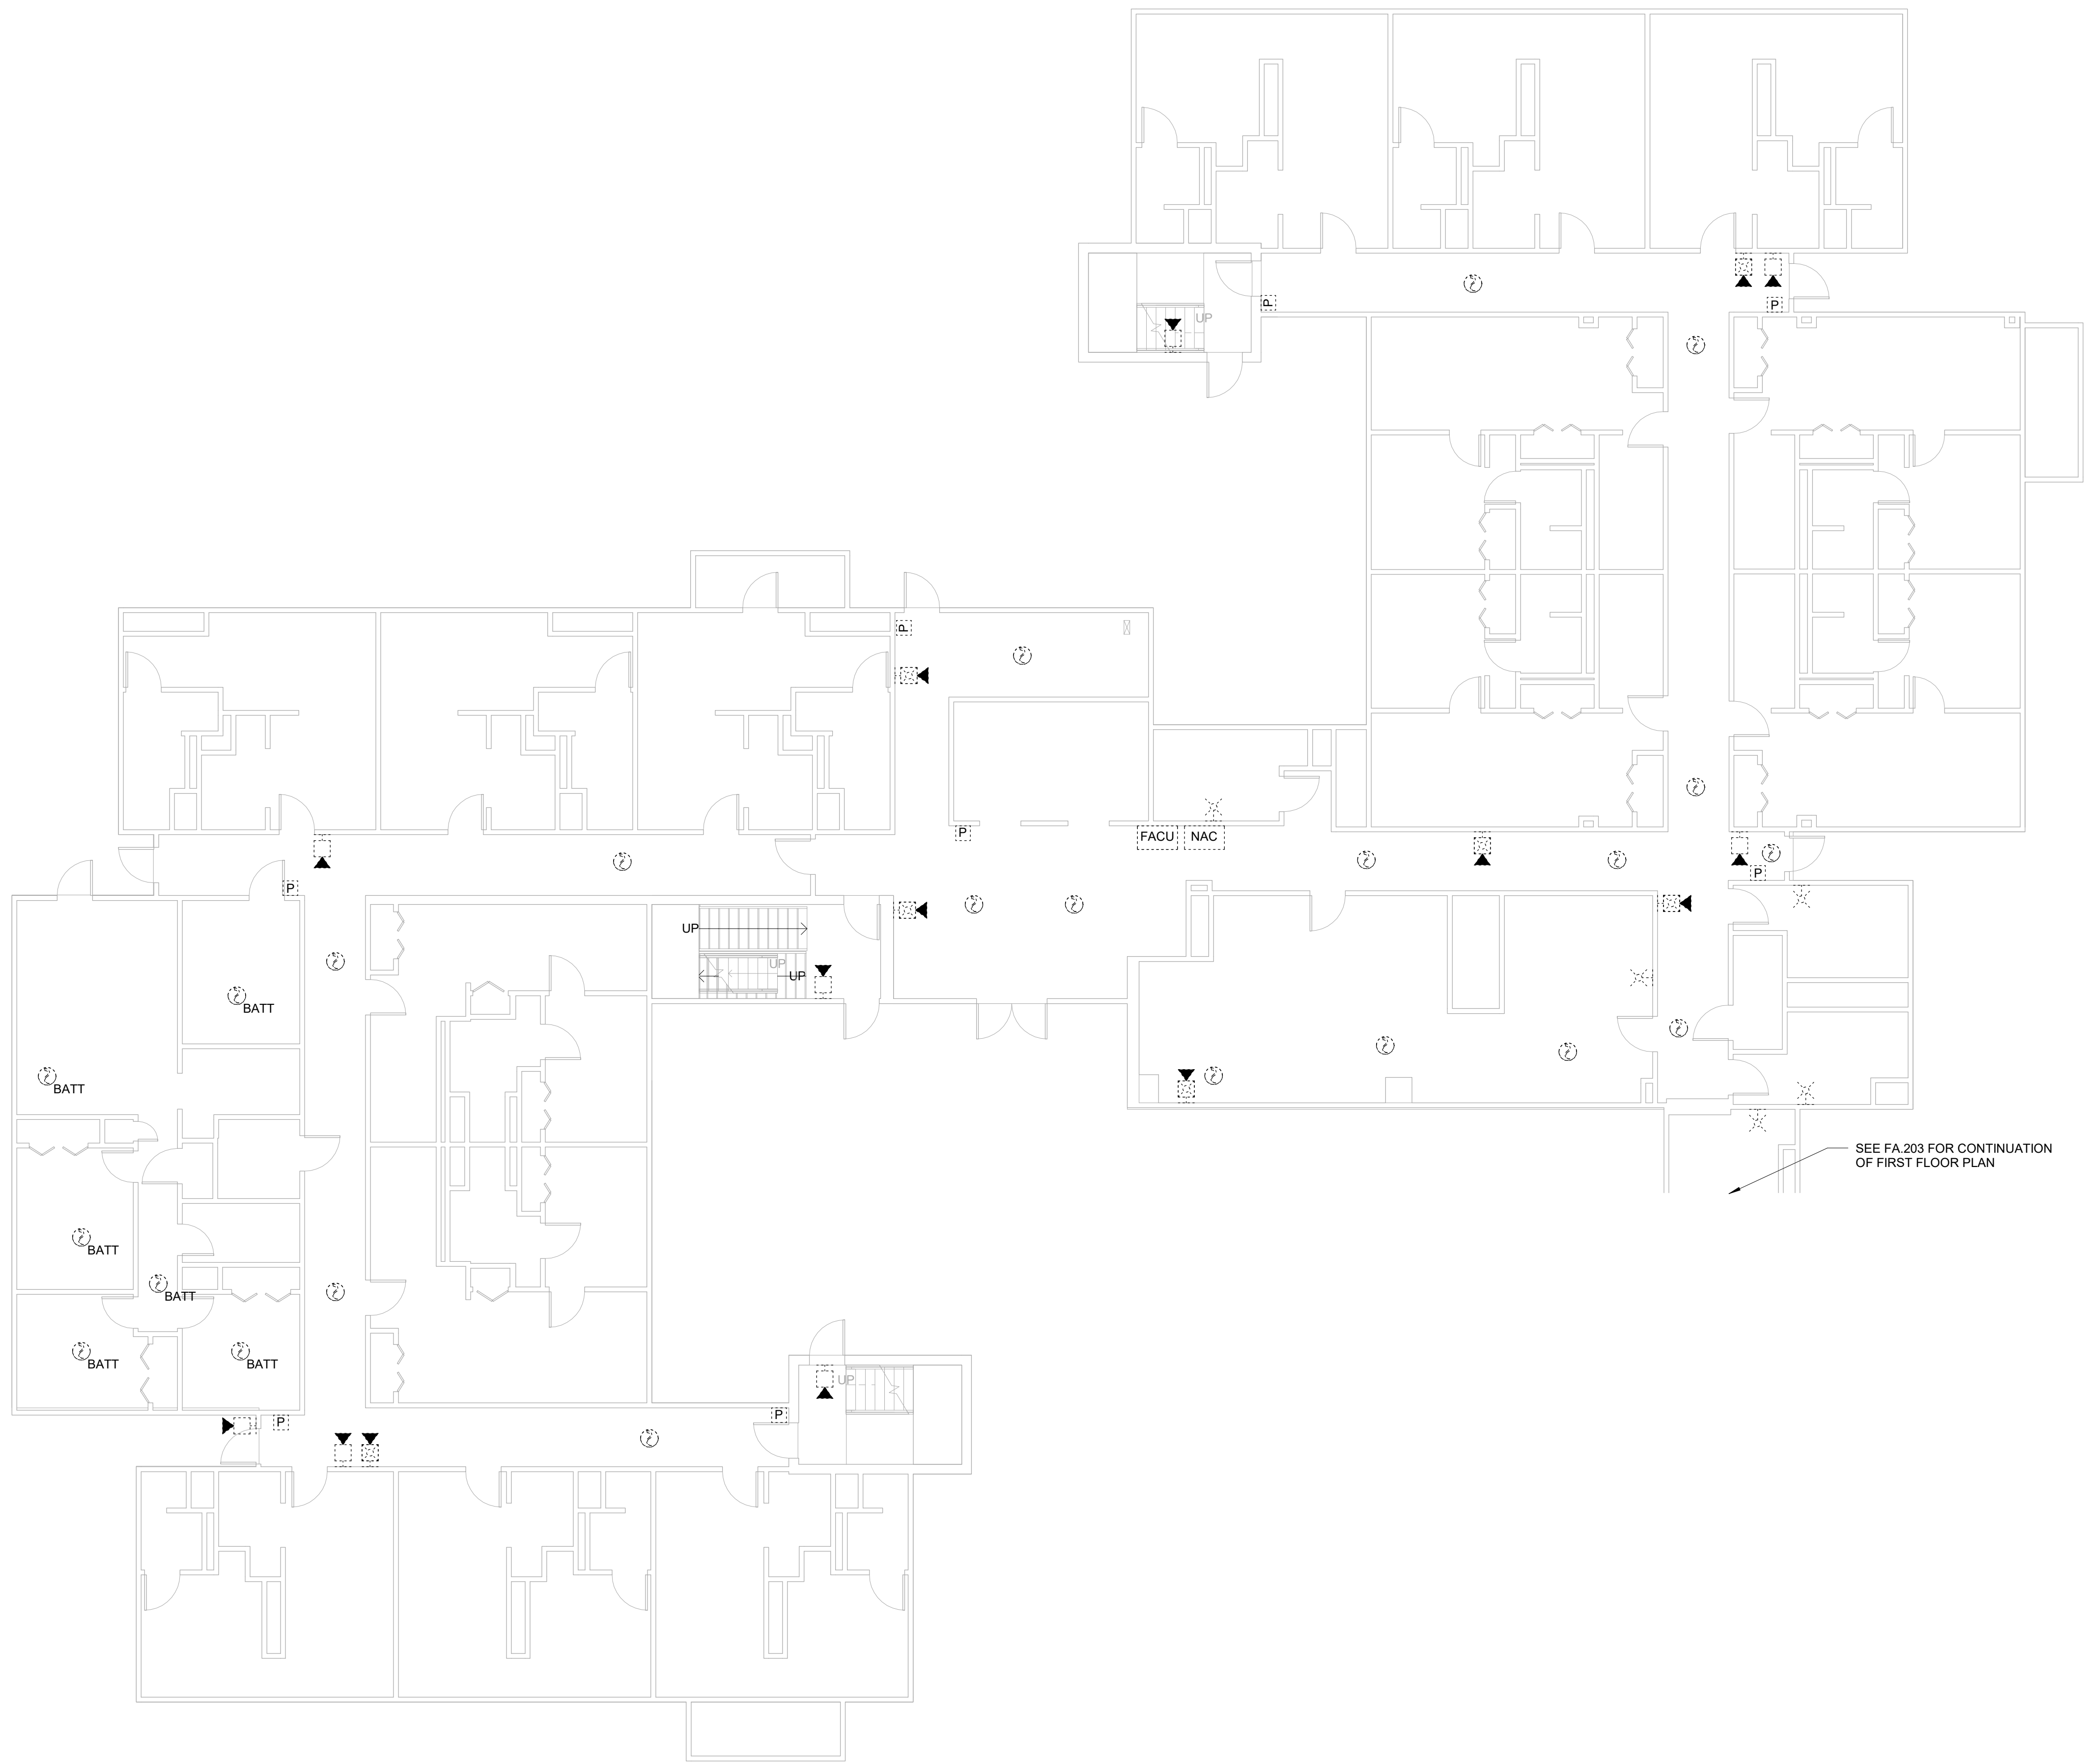 P
P
UP
P
P
FACU
NAC
P
P
P
UP
UP
UP
BATT
BATT
SEE FA.203 FOR CONTINUATION
OF FIRST FLOOR PLAN
BATT
BATT
BATT
BATT
UP
P
P